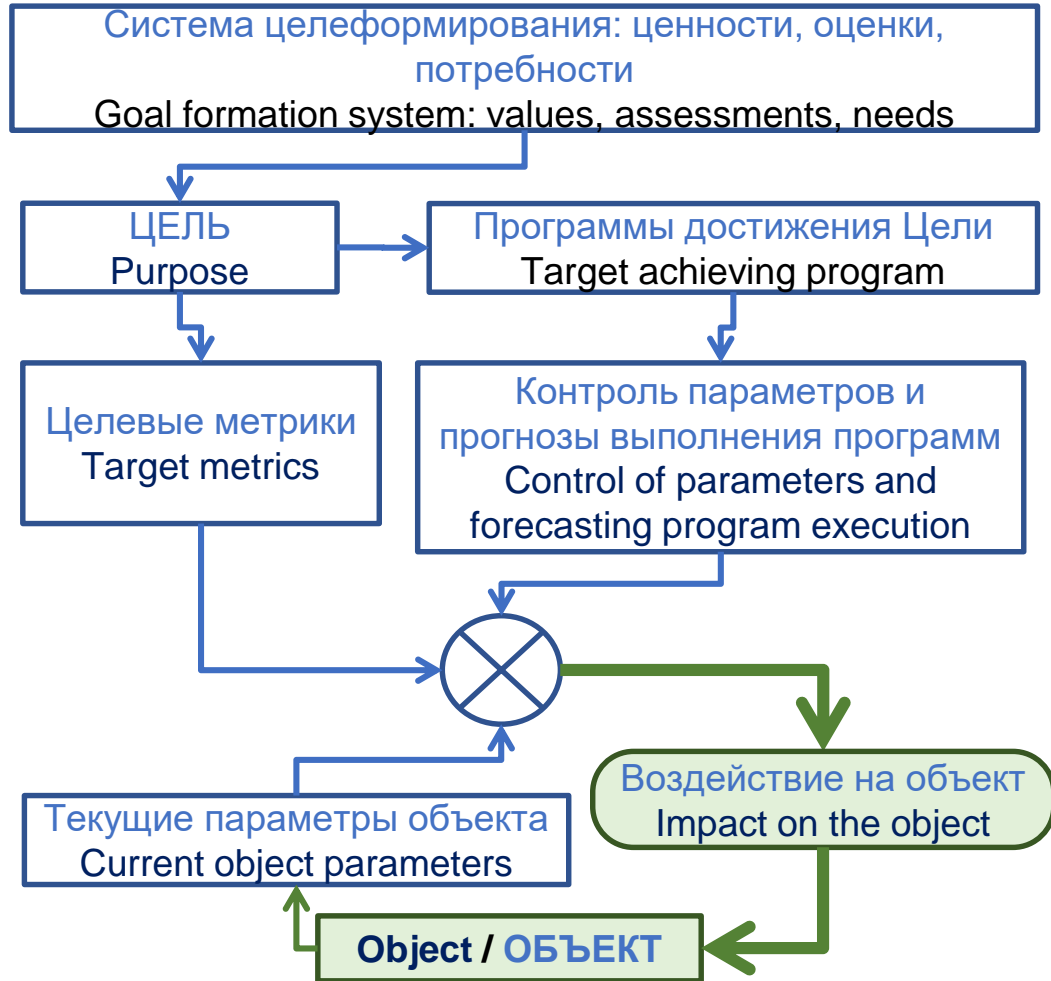 Система целеформирования: ценности, оценки,
потребности
Goal formation system: values, assessments, needs
ЦЕЛЬ
Purpose
Программы достижения Цели
Target achieving program
Целевые метрики
Target metrics
Контроль параметров и
прогнозы выполнения программ
Control of parameters and
forecasting program execution
Воздействие на объект
Impact on the object
Текущие параметры объекта
Current object parameters
Object / ОБЪЕКТ